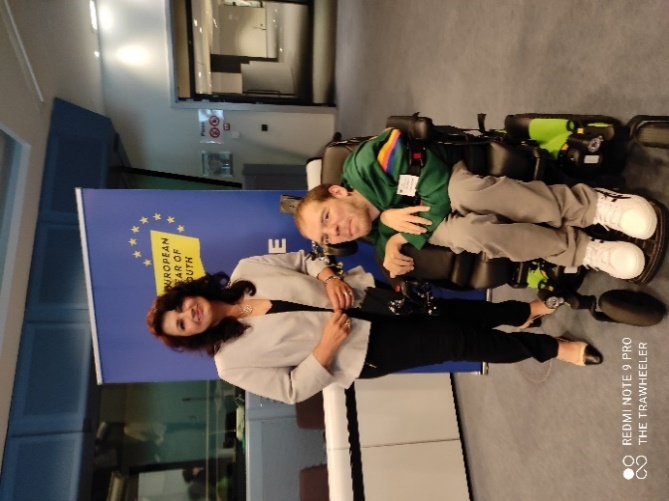 EUROPEAN
YEAR OF
YOUTH
E
REDMI NOTE 9 PRO
THE TRAWHEELER